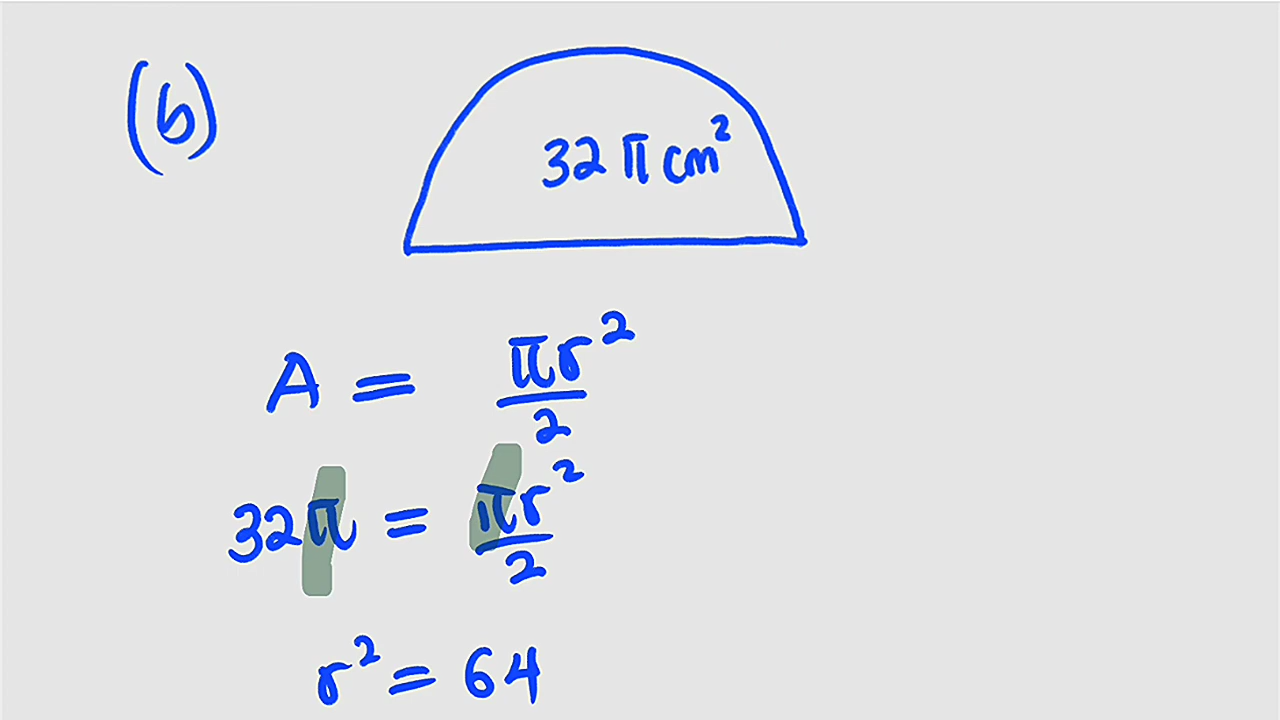 (b)
32 π cm²
A = πr²/2
32π = πr²/2
r² = 64